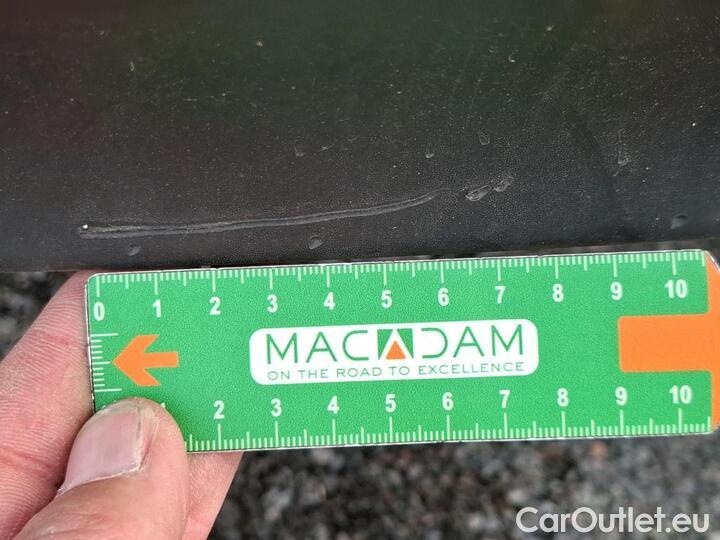 0 1 2 3 4 5 6 7 8 9 10
MACADAM
ON THE ROAD TO EXCELLENCE
2 3 4 5 6 7 8 9 10
CarOutlet.eu